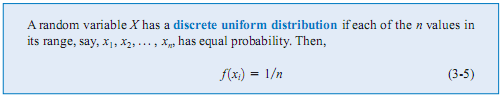 A random variable X has a discrete uniform distribution if each of the n values in
its range, say, x₁, x₂, . . . , xₙ, has equal probability. Then,
f(xᵢ) = 1/n (3-5)